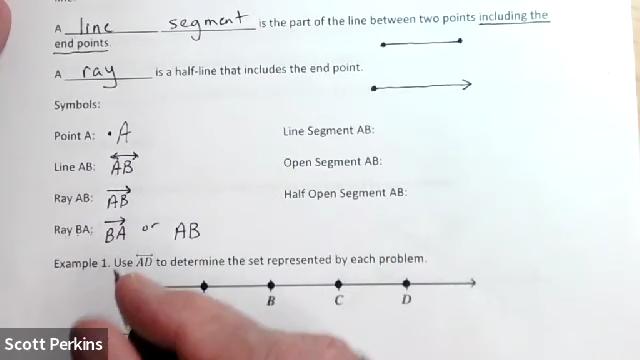 A line segment is the part of the line between two points including the
end points.
A ray is a half-line that includes the end point.
Symbols:
Point A: • A
Line Segment AB:
Line AB: AB
Open Segment AB:
Ray AB: AB
Half Open Segment AB:
Ray BA: BA or AB
Example 1. Use AD to determine the set represented by each problem.
B C D
Scott Perkins